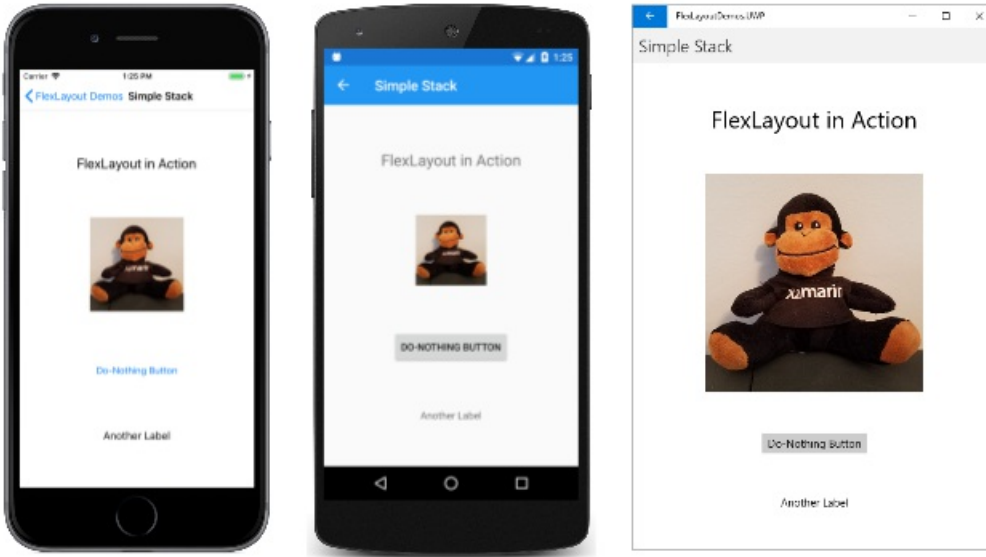 Carrier
1:25 PM
FlexLayout Demos Simple Stack
FlexLayout in Action
Xamarin
Do-Nothing Button
Another Label
1:25
Simple Stack
FlexLayout in Action
Xamarin
DO-NOTHING BUTTON
Another Label
FlexLayoutDemos.UWP
Simple Stack
FlexLayout in Action
Xamarin
Do-Nothing Button
Another Label